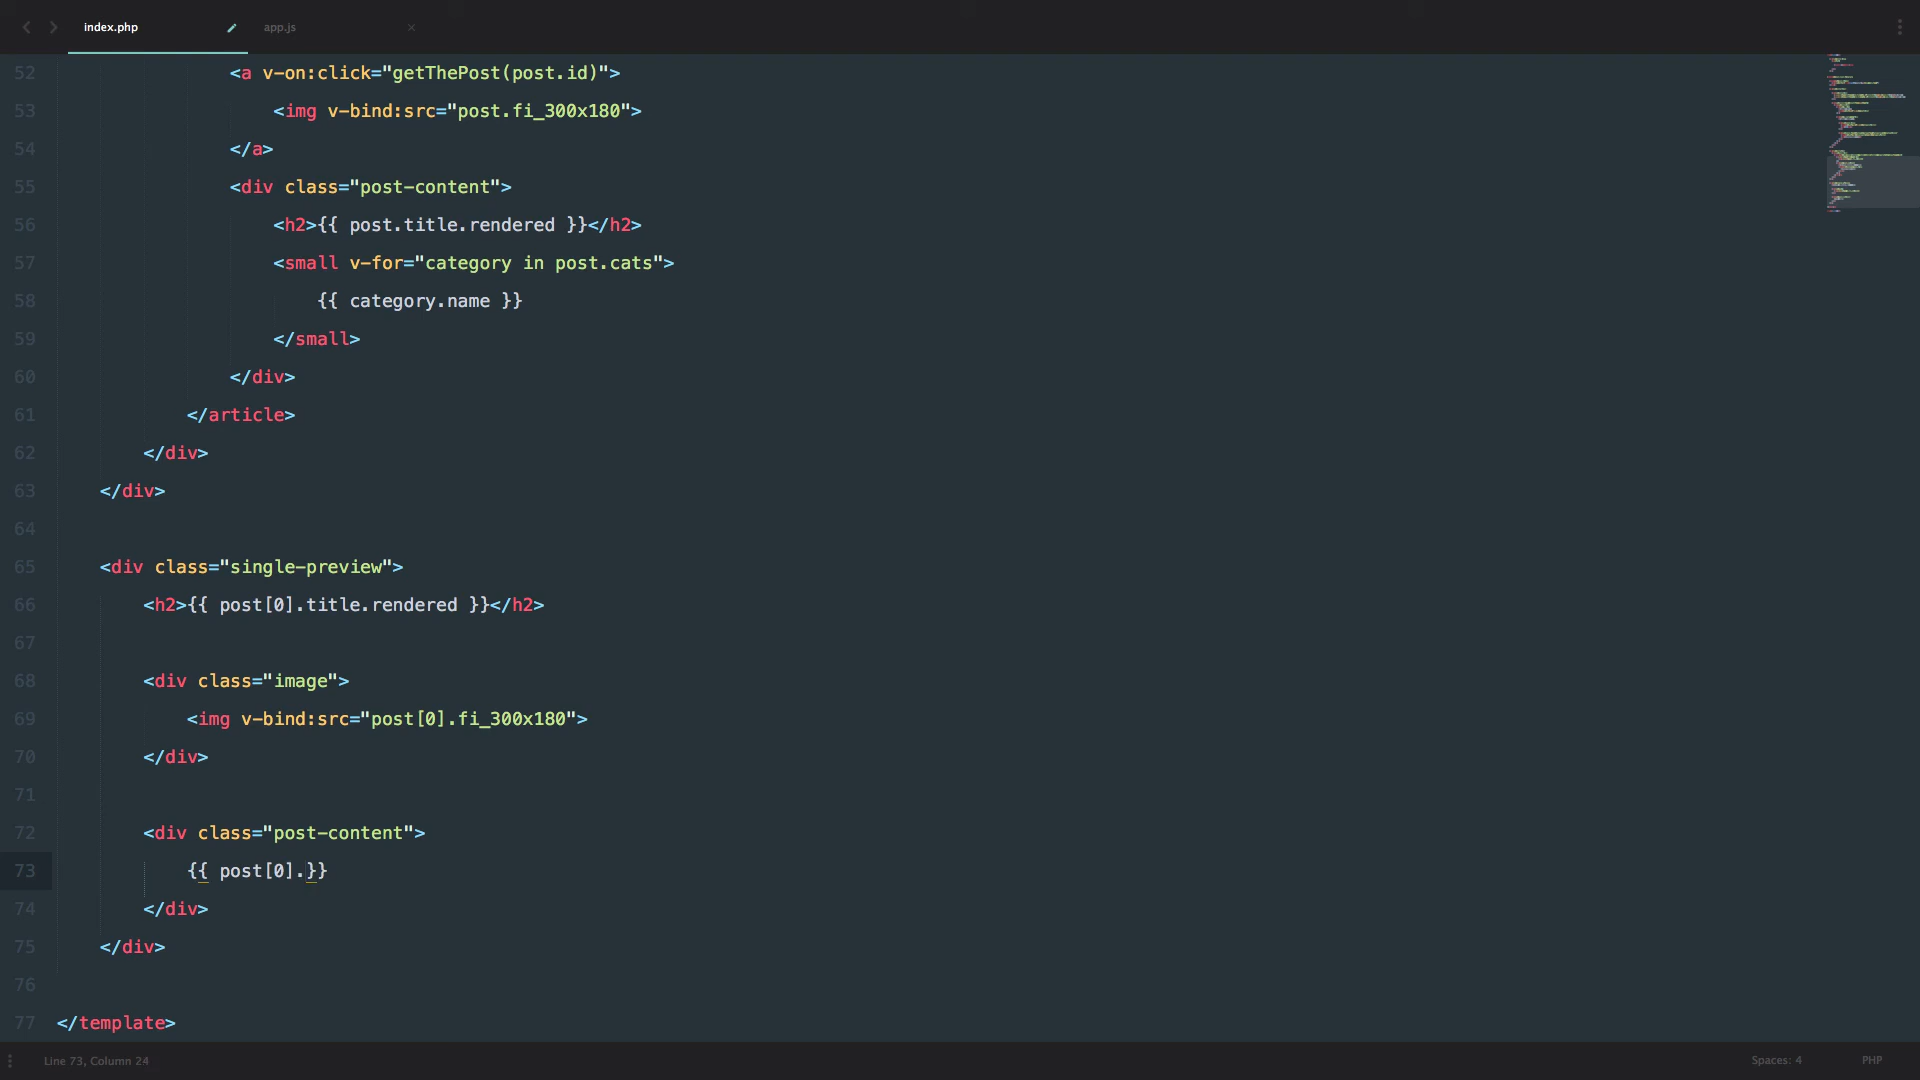 index.php
app.js
52 <a v-on:click="getThePost(post.id)">
53 <img v-bind:src="post.fi_300x180">
54 </a>
55 <div class="post-content">
56 <h2>{{ post.title.rendered }}</h2>
57 <small v-for="category in post.cats">
58 {{ category.name }}
59 </small>
60 </div>
61 </article>
62 </div>
63 </div>
64
65 <div class="single-preview">
66 <h2>{{ post[0].title.rendered }}</h2>
67
68 <div class="image">
69 <img v-bind:src="post[0].fi_300x180">
70 </div>
71
72 <div class="post-content">
73 {{ post[0].}}
74 </div>
75 </div>
76
77 </template>
Line 73, Column 24
Spaces: 4
PHP